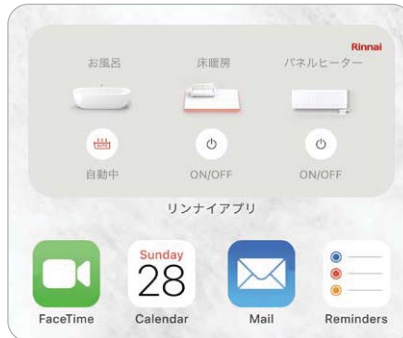 Rinnai
お風呂 床暖房 パネルヒーター
自動中 ON/OFF ON/OFF
リンナイアプリ
Sunday
28
FaceTime Calendar Mail Reminders